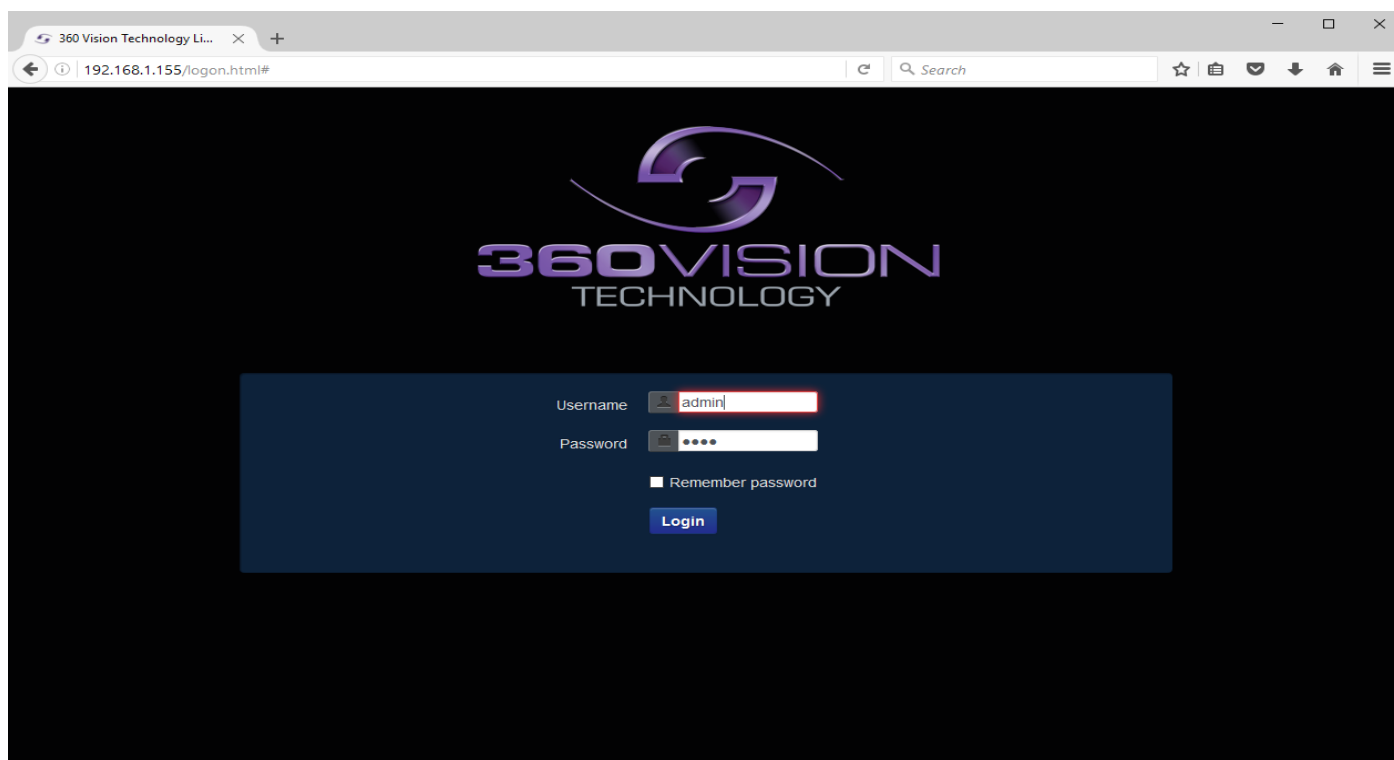 360 Vision Technology Li...
192.168.1.155/logon.html#
Search
360VISION
TECHNOLOGY
Username
admin
Password
••••
Remember password
Login